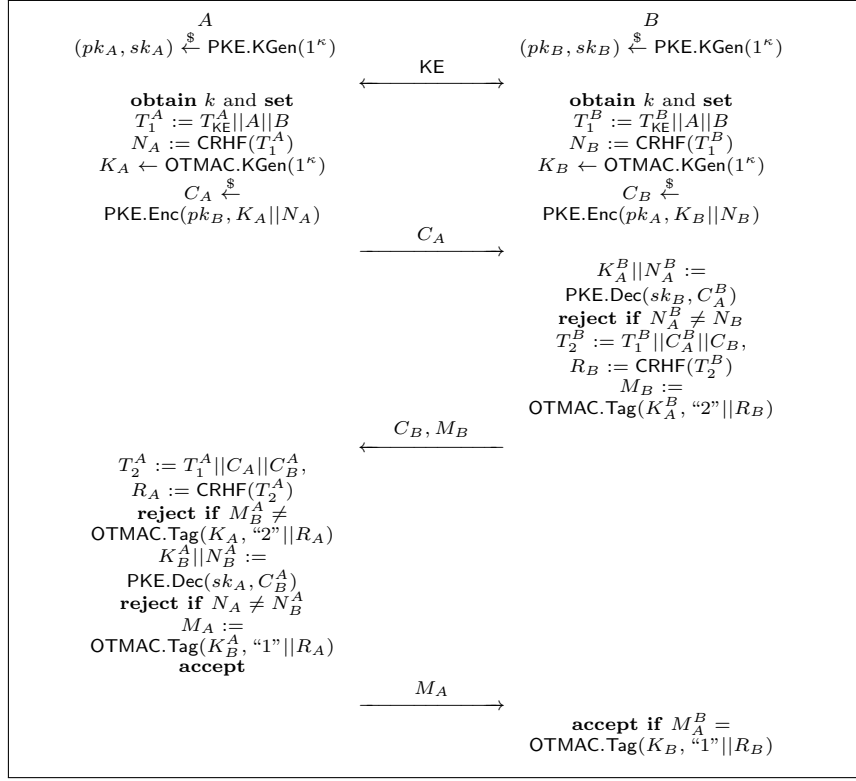 A B
(pk_A, sk_A) ←$ PKE.KGen(1^κ) (pk_B, sk_B) ←$ PKE.KGen(1^κ)
KE
obtain k and set obtain k and set
T_1^A := T_KE^A||A||B T_1^B := T_KE^B||A||B
N_A := CRHF(T_1^A) N_B := CRHF(T_1^B)
K_A ← OTMAC.KGen(1^κ) K_B ← OTMAC.KGen(1^κ)
C_A ←$ C_B ←$
PKE.Enc(pk_B, K_A||N_A) PKE.Enc(pk_A, K_B||N_B)
C_A
K_A^B||N_A^B :=
PKE.Dec(sk_B, C_A^B)
reject if N_A^B ≠ N_B
T_2^B := T_1^B||C_A^B||C_B,
R_B := CRHF(T_2^B)
M_B :=
OTMAC.Tag(K_A^B, “2”||R_B)
C_B, M_B
T_2^A := T_1^A||C_A||C_B^A,
R_A := CRHF(T_2^A)
reject if M_B^A ≠
OTMAC.Tag(K_A, “2”||R_A)
K_B^A||N_B^A :=
PKE.Dec(sk_A, C_B^A)
reject if N_A ≠ N_B^A
M_A :=
OTMAC.Tag(K_B^A, “1”||R_A)
accept
M_A
accept if M_A^B =
OTMAC.Tag(K_B, “1”||R_B)